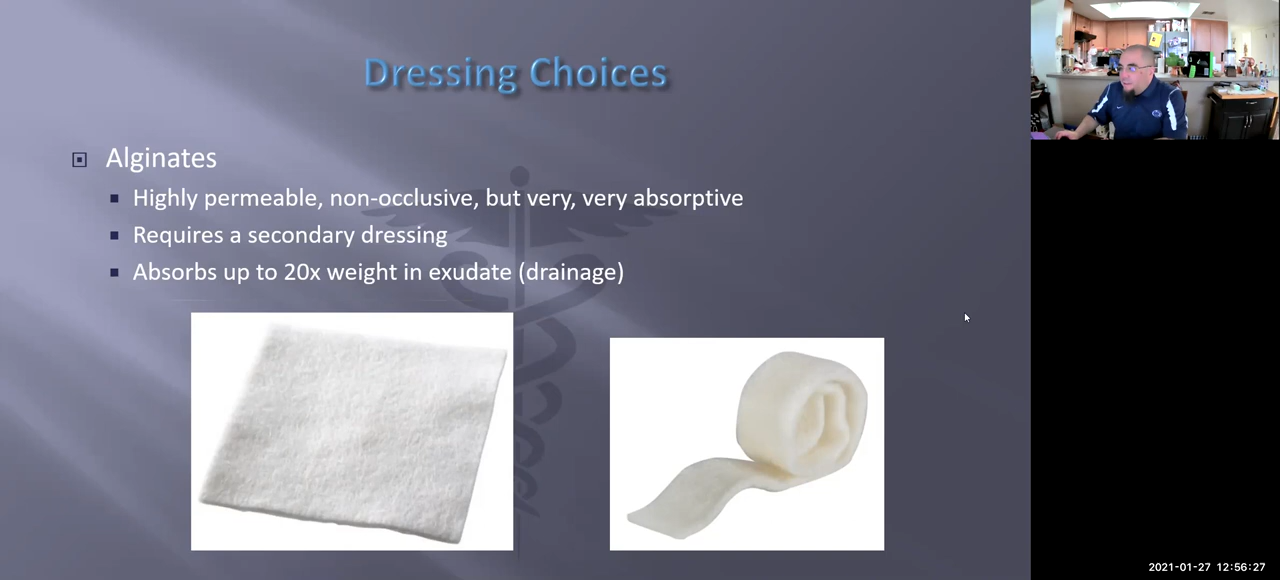 Dressing Choices
Alginates
Highly permeable, non-occlusive, but very, very absorptive
Requires a secondary dressing
Absorbs up to 20x weight in exudate (drainage)
2021-01-27 12:56:27